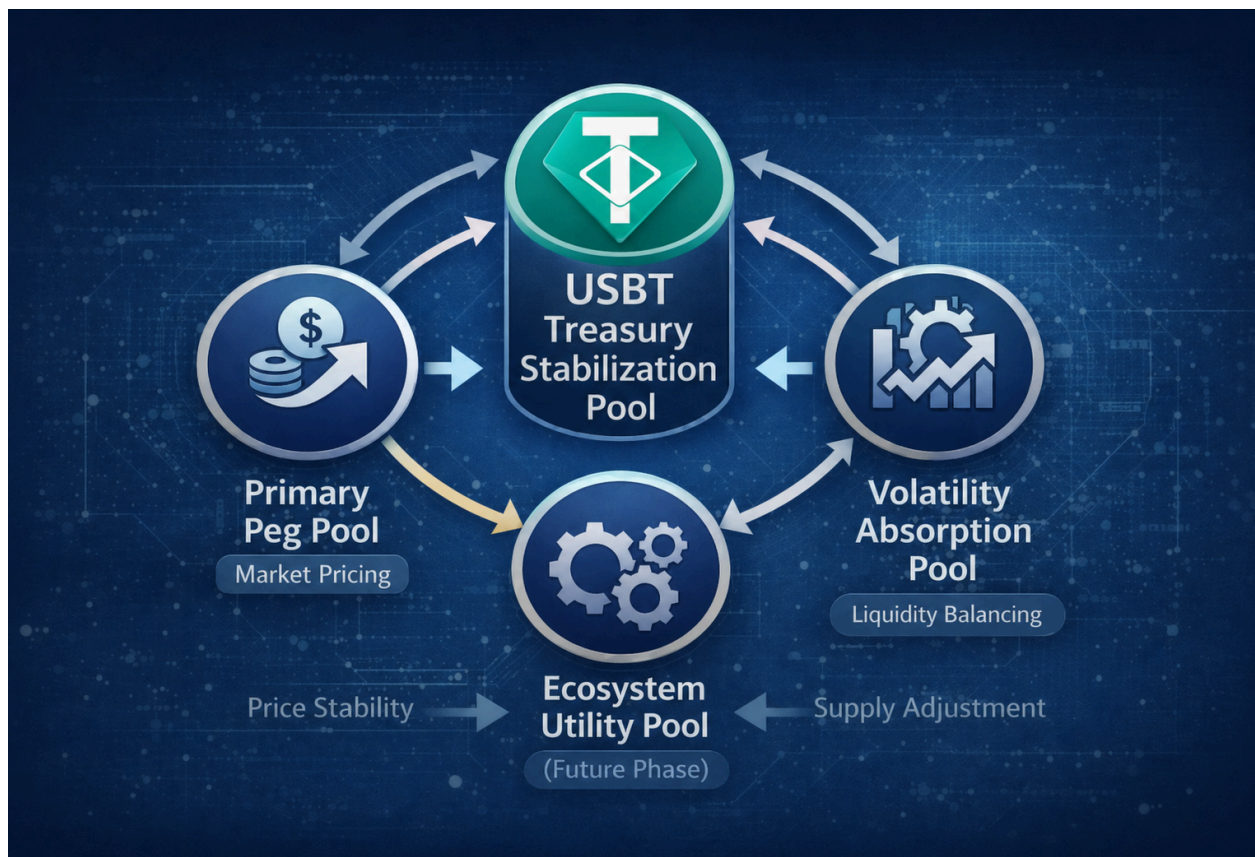 USBT
Treasury
Stabilization
Pool
$
Primary
Peg Pool
Market Pricing
Volatility
Absorption
Pool
Liquidity Balancing
Ecosystem
Utility Pool
(Future Phase)
Price Stability
Supply Adjustment